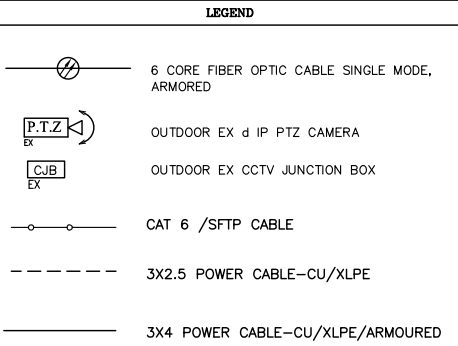 LEGEND
6 CORE FIBER OPTIC CABLE SINGLE MODE,
ARMORED
P.T.Z
EX
OUTDOOR EX d IP PTZ CAMERA
CJB
EX
OUTDOOR EX CCTV JUNCTION BOX
CAT 6 /SFTP CABLE
3X2.5 POWER CABLE-CU/XLPE
3X4 POWER CABLE-CU/XLPE/ARMOURED